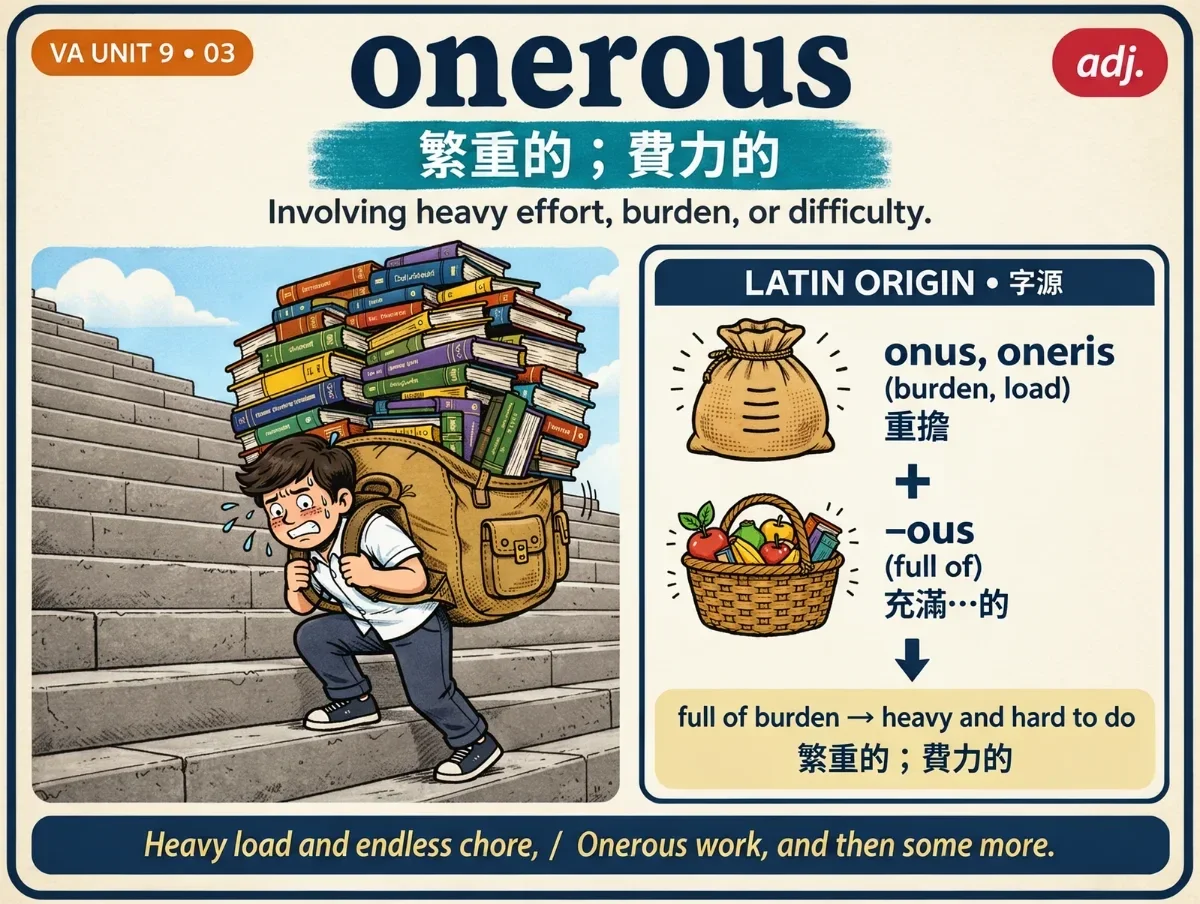 VA UNIT 9 • 03
onerous
adj.
繁重的；費力的
Involving heavy effort, burden, or difficulty.
LATIN ORIGIN • 字源
onus, oneris
(burden, load)
重擔
+
–ous
(full of)
充滿…的
full of burden → heavy and hard to do
繁重的；費力的
Heavy load and endless chore, / Onerous work, and then some more.